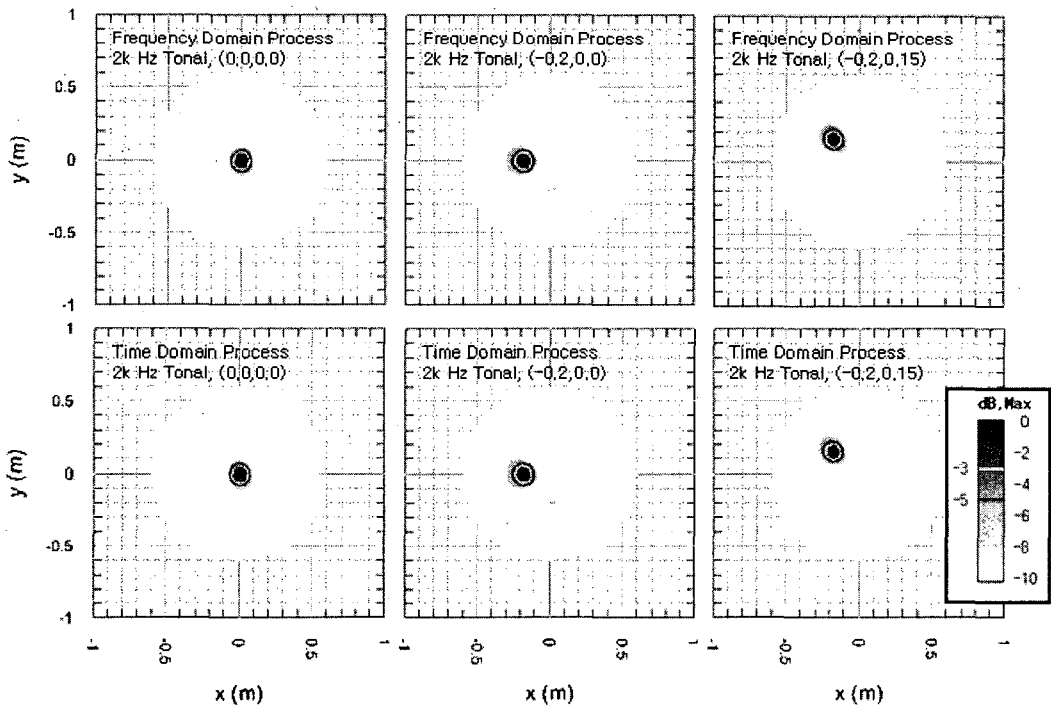 Frequency Domain Process
2k Hz Tonal, (0,0,0,0)
Frequency Domain Process
2k Hz Tonal, (-0,2,0,0)
Frequency Domain Process
2k Hz Tonal, (-0,2,0,15)
1
0.5
0
-0.5
-1
y (m)
Time Domain Process
2k Hz Tonal, (0,0,0,0)
Time Domain Process
2k Hz Tonal, (-0,2,0,0)
Time Domain Process
2k Hz Tonal, (-0,2,0,15)
1
0.5
0
-0.5
-1
y (m)
-1
-0.5
0
0.5
1
x (m)
-1
-0.5
0
0.5
1
x (m)
-1
-0.5
0
0.5
1
x (m)
dB,Max
0
-2
-3
-4
-5
-6
-8
-10